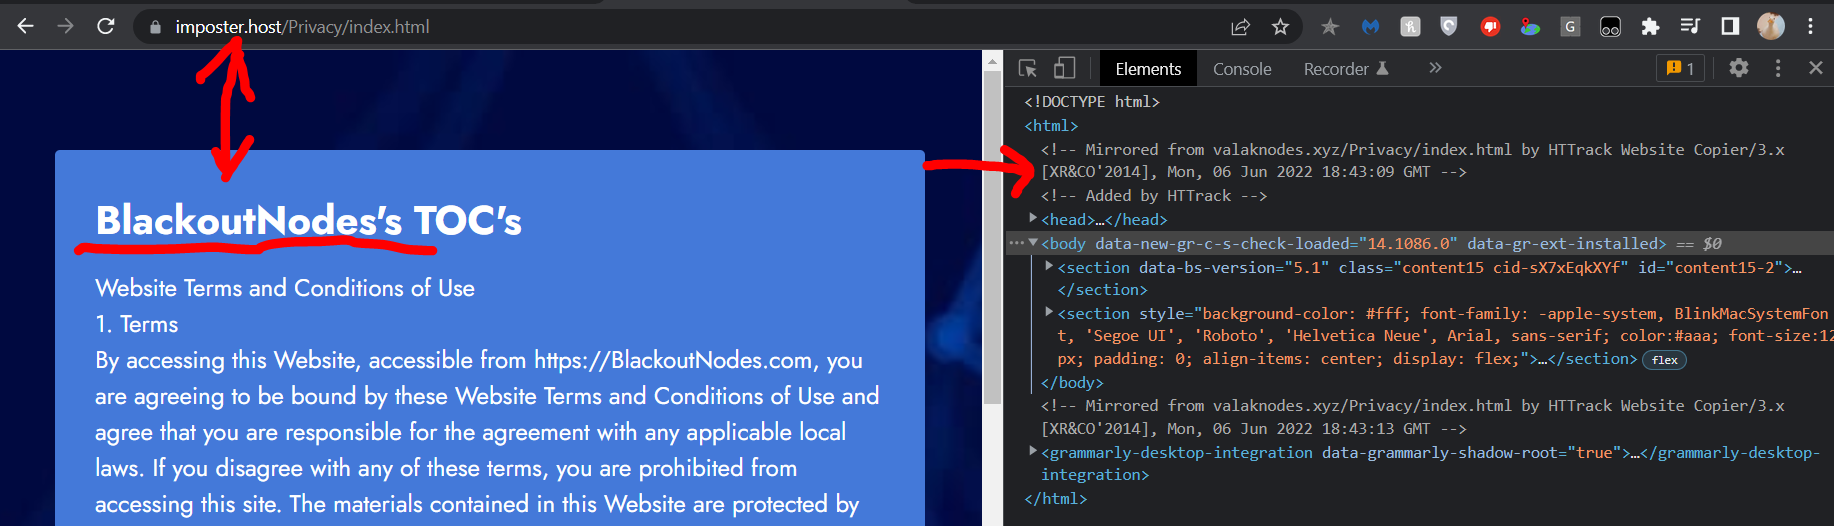 imposter.host/Privacy/index.html
BlackoutNodes's TOC's
Website Terms and Conditions of Use
1. Terms
By accessing this Website, accessible from https://BlackoutNodes.com, you
are agreeing to be bound by these Website Terms and Conditions of Use and
agree that you are responsible for the agreement with any applicable local
laws. If you disagree with any of these terms, you are prohibited from
accessing this site. The materials contained in this Website are protected by
Elements Console Recorder » 1
<!DOCTYPE html>
<html>
<!-- Mirrored from valaknodes.xyz/Privacy/index.html by HTTrack Website Copier/3.x
[XR&CO'2014], Mon, 06 Jun 2022 18:43:09 GMT -->
<!-- Added by HTTrack -->
<head>…</head>
<body data-new-gr-c-s-check-loaded="14.1086.0" data-gr-ext-installed> == $0
<section data-bs-version="5.1" class="content15 cid-sX7xEqkXYf" id="content15-2">…
</section>
<section style="background-color: #fff; font-family: -apple-system, BlinkMacSystemFon
t, 'Segoe UI', 'Roboto', 'Helvetica Neue', Arial, sans-serif; color:#aaa; font-size:12
px; padding: 0; align-items: center; display: flex;">…</section> flex
</body>
<!-- Mirrored from valaknodes.xyz/Privacy/index.html by HTTrack Website Copier/3.x
[XR&CO'2014], Mon, 06 Jun 2022 18:43:13 GMT -->
<grammarly-desktop-integration data-grammarly-shadow-root="true">…</grammarly-desktop-
integration>
</html>